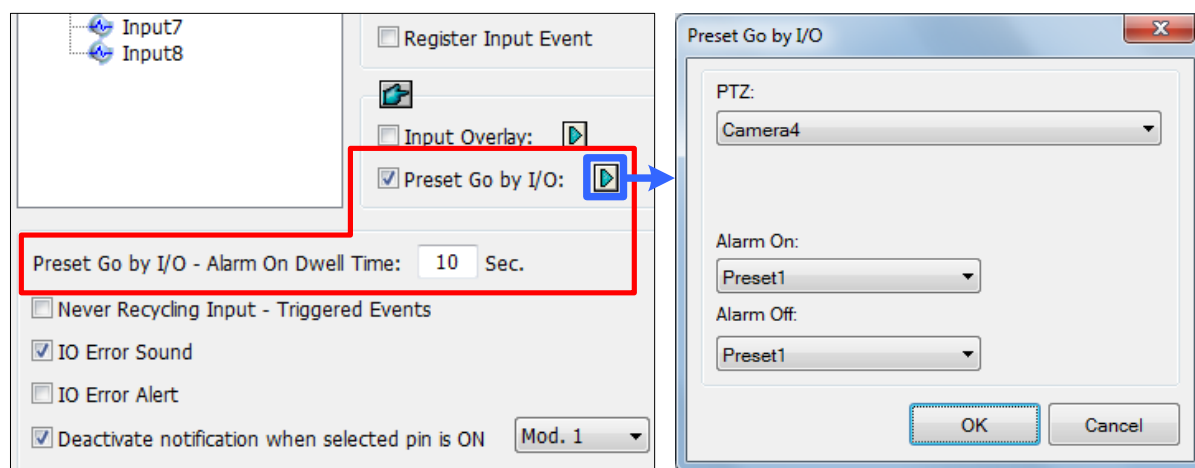 Input7
Input8
Register Input Event
Input Overlay:
Preset Go by I/O:
Preset Go by I/O - Alarm On Dwell Time: 10 Sec.
Never Recycling Input - Triggered Events
IO Error Sound
IO Error Alert
Deactivate notification when selected pin is ON Mod. 1
Preset Go by I/O
PTZ:
Camera4
Alarm On:
Preset1
Alarm Off:
Preset1
OK Cancel